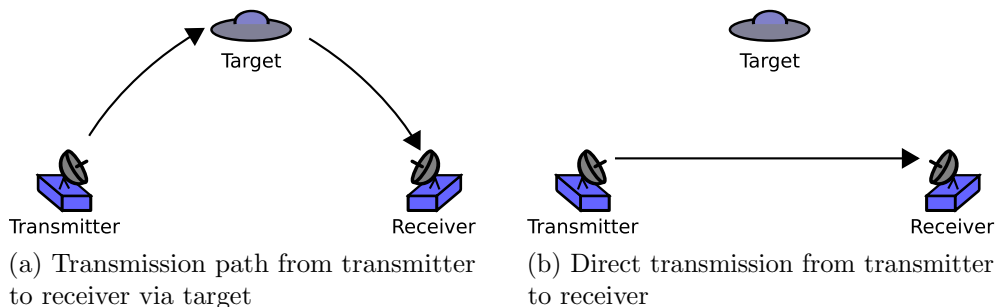 Target
Transmitter
Receiver
(a) Transmission path from transmitter
to receiver via target
Target
Transmitter
Receiver
(b) Direct transmission from transmitter
to receiver